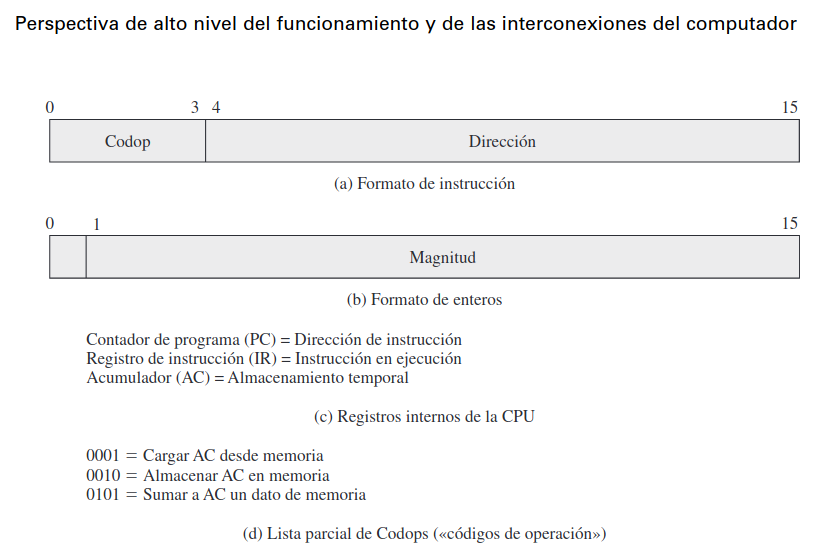 Perspectiva de alto nivel del funcionamiento y de las interconexiones del computador
0 3 4 15
Codop Dirección
(a) Formato de instrucción
0 1 15
Magnitud
(b) Formato de enteros
Contador de programa (PC) = Dirección de instrucción
Registro de instrucción (IR) = Instrucción en ejecución
Acumulador (AC) = Almacenamiento temporal
(c) Registros internos de la CPU
0001 = Cargar AC desde memoria
0010 = Almacenar AC en memoria
0101 = Sumar a AC un dato de memoria
(d) Lista parcial de Codops («códigos de operación»)